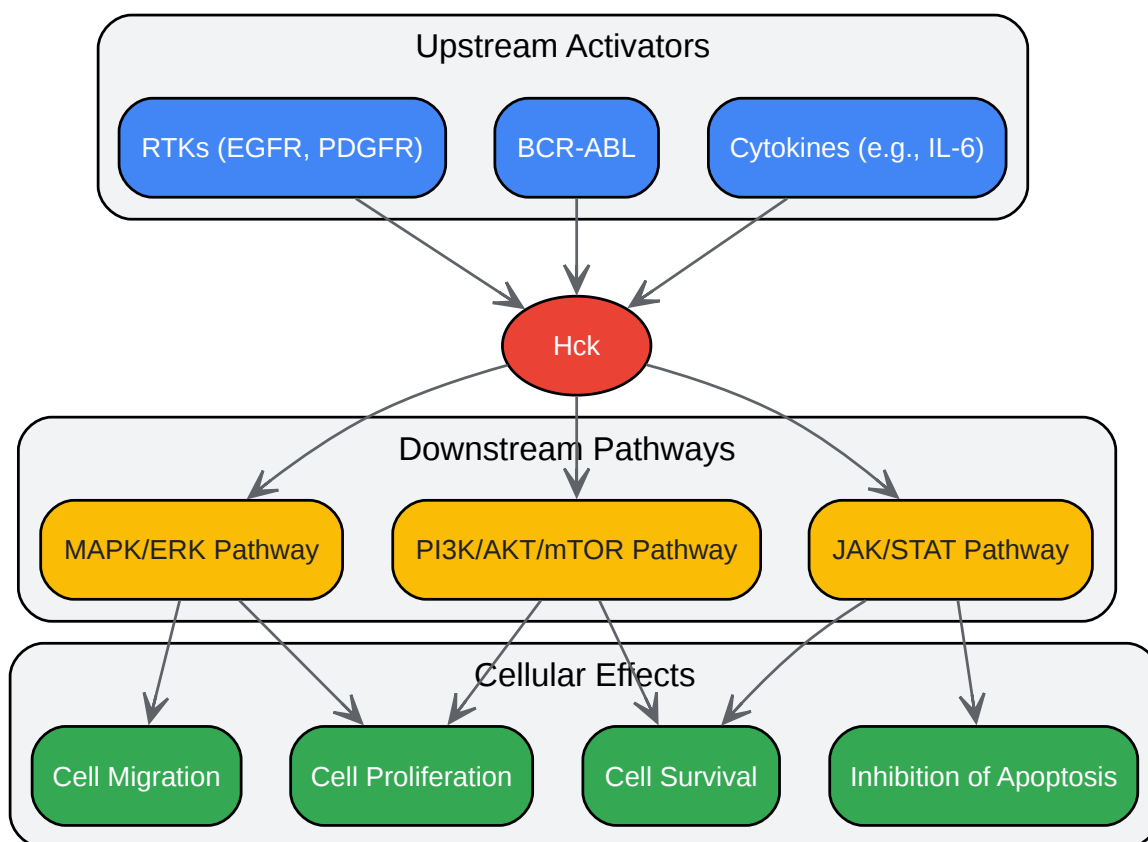 Upstream Activators
RTKs (EGFR, PDGFR)
BCR-ABL
Cytokines (e.g., IL-6)
Hck
Downstream Pathways
MAPK/ERK Pathway
PI3K/AKT/mTOR Pathway
JAK/STAT Pathway
Cellular Effects
Cell Migration
Cell Proliferation
Cell Survival
Inhibition of Apoptosis